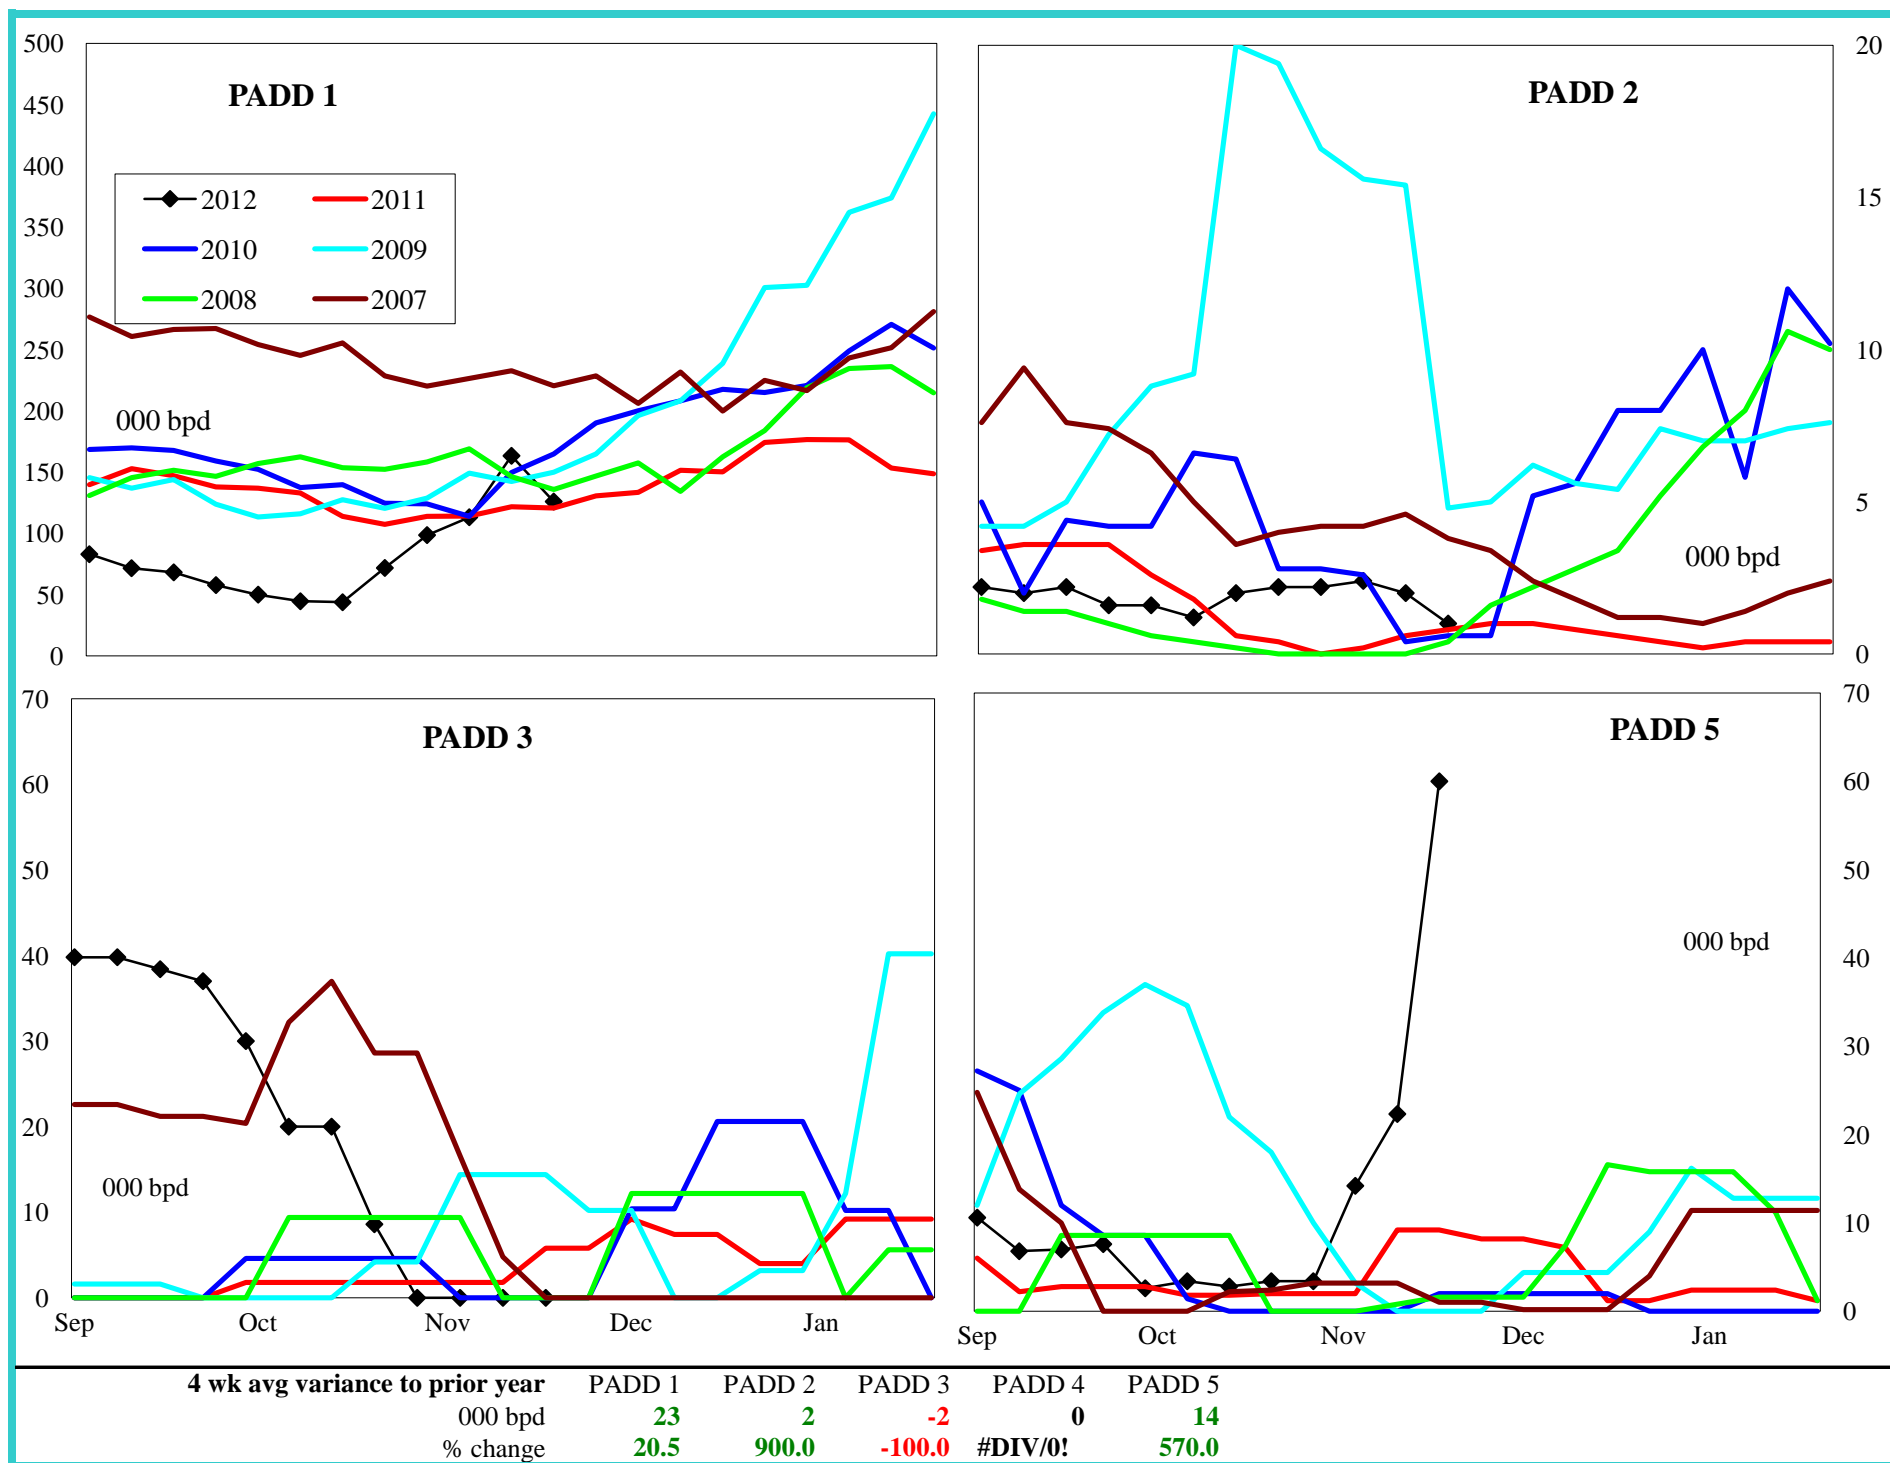 500
450
400
350
300
250
200
150
100
50
0
PADD 1
2012 2011
2010 2009
2008 2007
000 bpd
20
15
10
5
0
PADD 2
000 bpd
70
60
50
40
30
20
10
0
PADD 3
000 bpd
Sep Oct Nov Dec Jan
70
60
50
40
30
20
10
0
PADD 5
000 bpd
Sep Oct Nov Dec Jan
4 wk avg variance to prior year PADD 1 PADD 2 PADD 3 PADD 4 PADD 5
000 bpd 23 2 -2 0 14
% change 20.5 900.0 -100.0 #DIV/0! 570.0